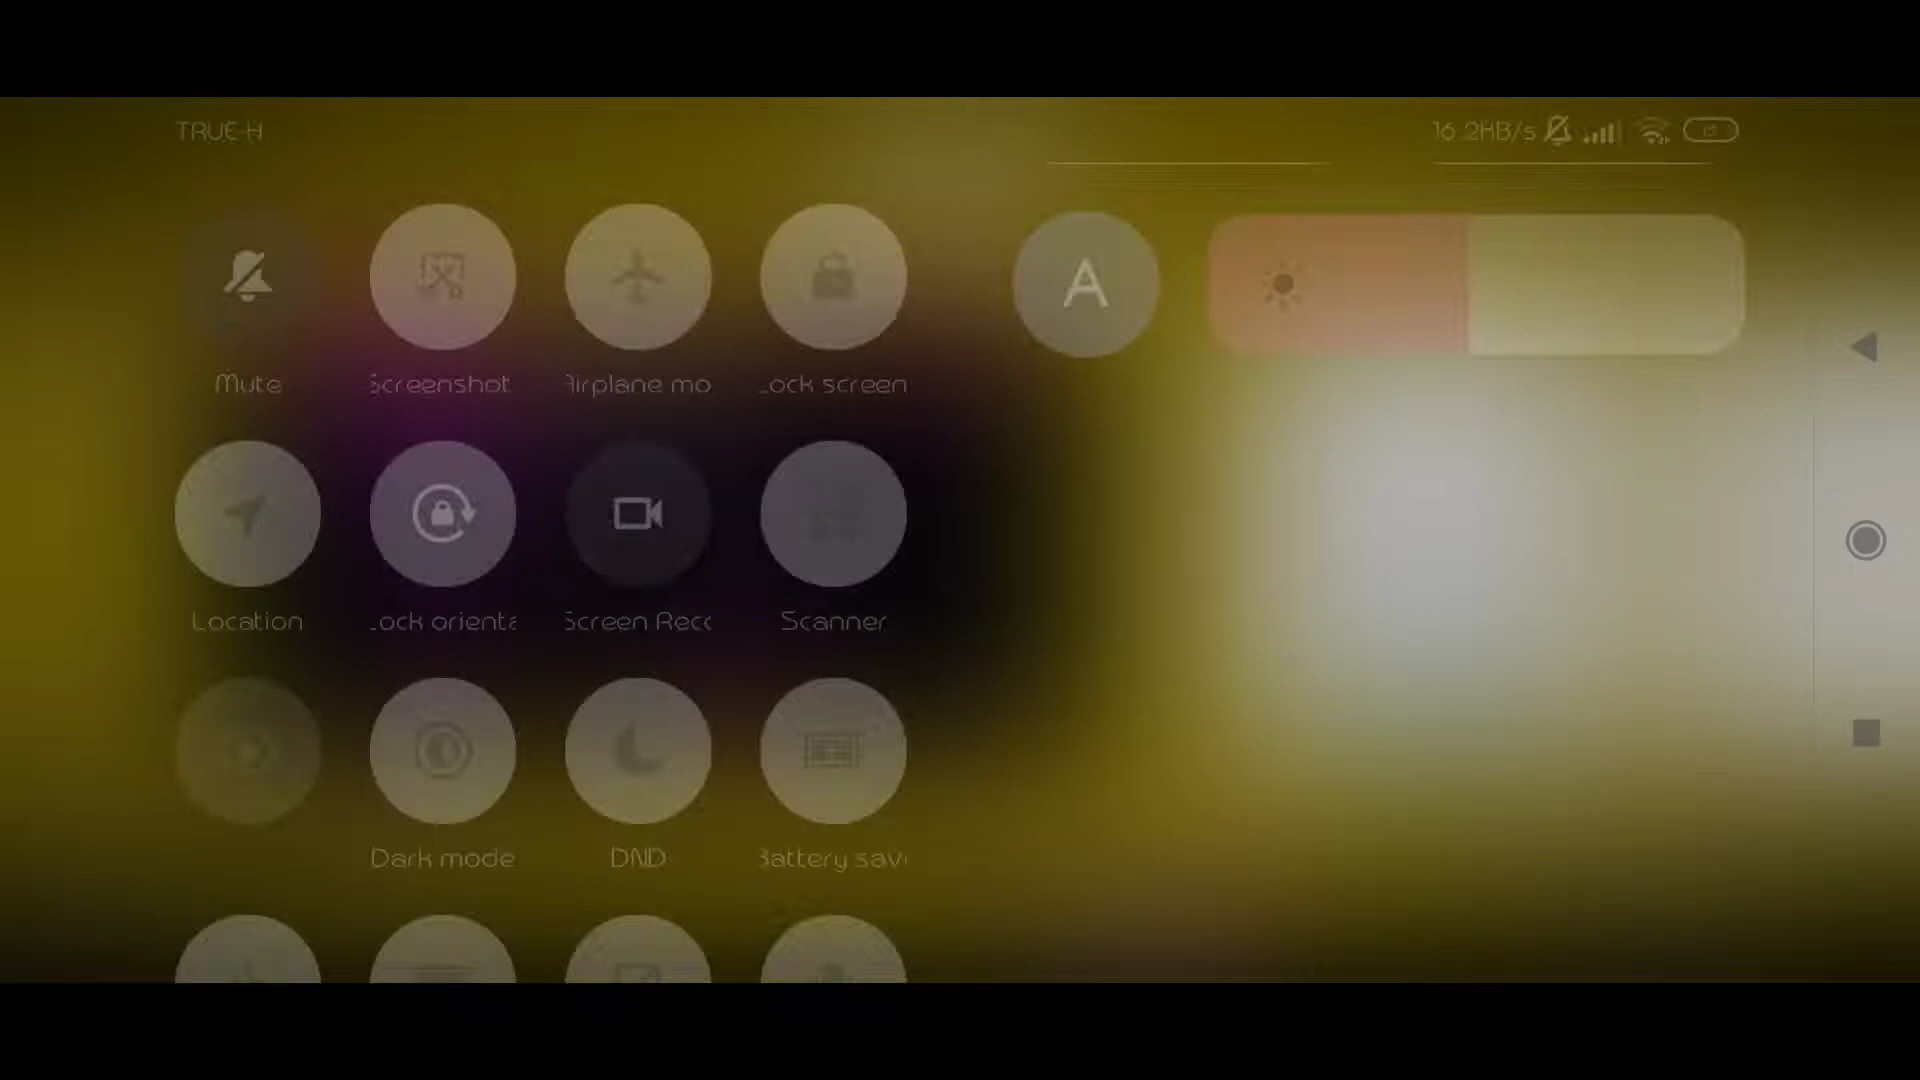 TRUE-H 16.2KB/s
A
Mute Screenshot Airplane mo Lock screen
Location Lock orienta Screen Reco Scanner
Dark mode DND Battery savi